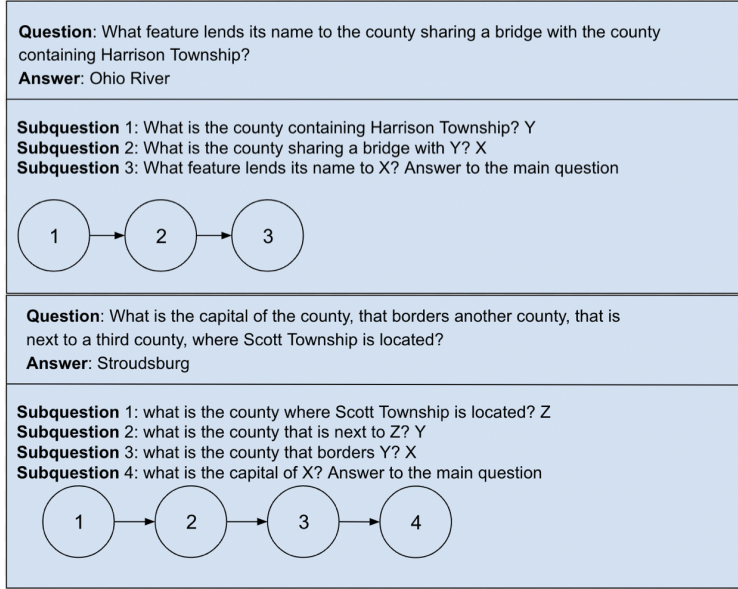 Question: What feature lends its name to the county sharing a bridge with the county
containing Harrison Township?
Answer: Ohio River
Subquestion 1: What is the county containing Harrison Township? Y
Subquestion 2: What is the county sharing a bridge with Y? X
Subquestion 3: What feature lends its name to X? Answer to the main question
1 2 3
Question: What is the capital of the county, that borders another county, that is
next to a third county, where Scott Township is located?
Answer: Stroudsburg
Subquestion 1: what is the county where Scott Township is located? Z
Subquestion 2: what is the county that is next to Z? Y
Subquestion 3: what is the county that borders Y? X
Subquestion 4: what is the capital of X? Answer to the main question
1 2 3 4